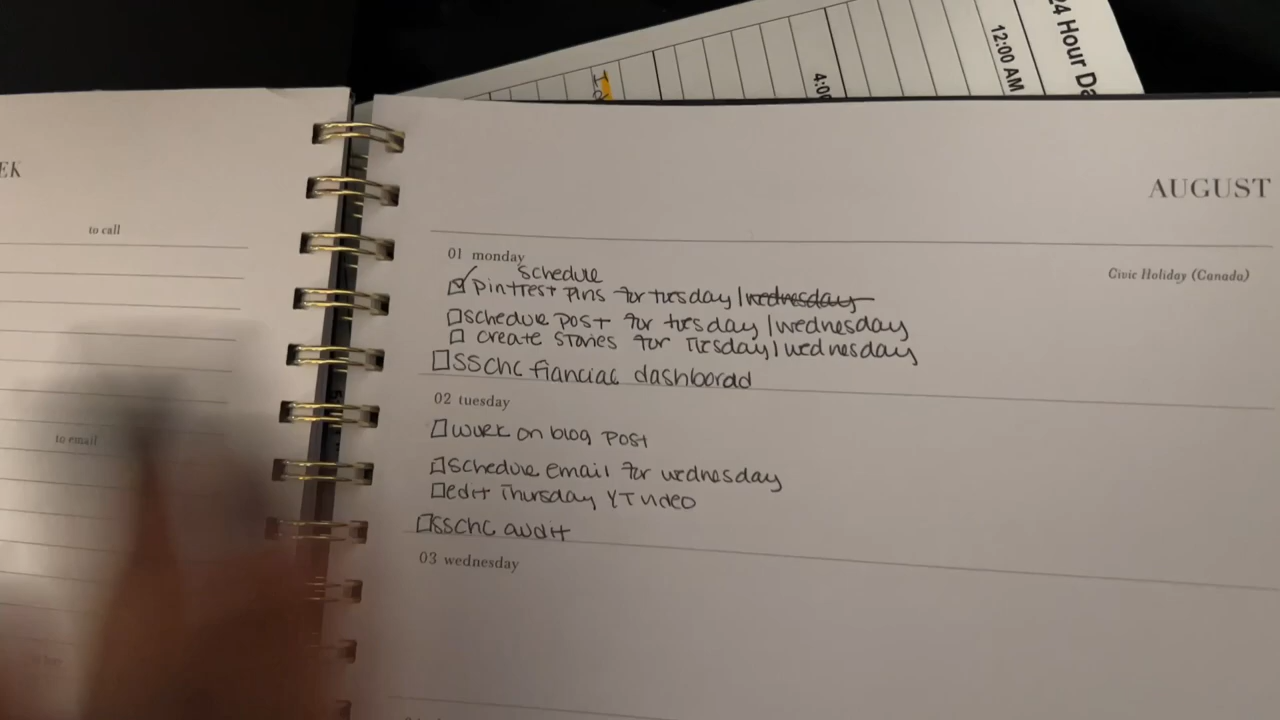 24 Hour Da
12:00 AM
4:00
EK
to call
to email
AUGUST
01 monday
Civic Holiday (Canada)
schedule
pintrest pins for tuesday/wednesday
schedule post for tuesday/wednesday
create stories for Tuesday/wednesday
SSCHC fiancial dashborad
02 tuesday
work on blog post
schedule email for wednesday
edit Thursday YT video
SSCHC audit
03 wednesday